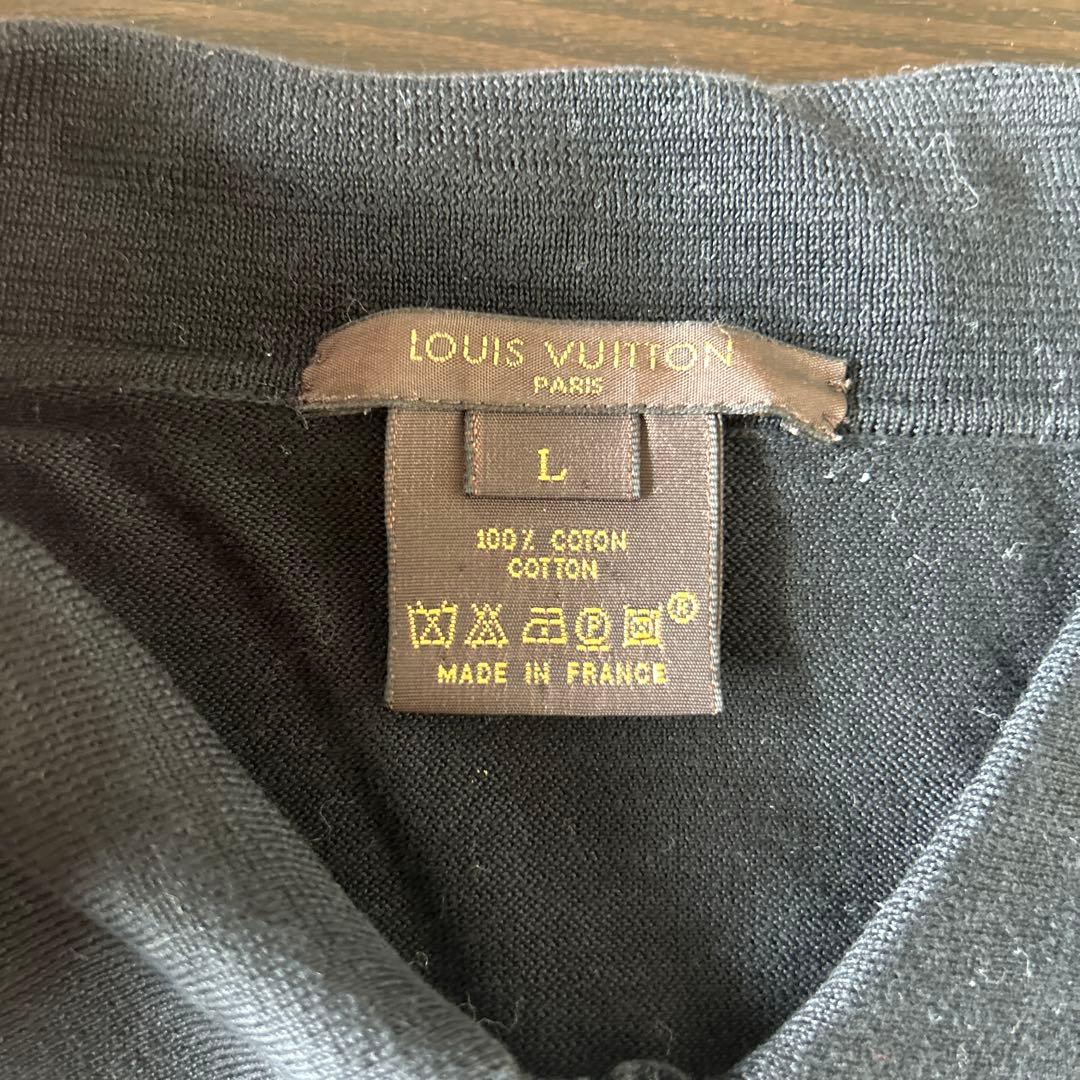 LOUIS VUITTON
PARIS
L
100% COTON
COTTON
P ®
MADE IN FRANCE